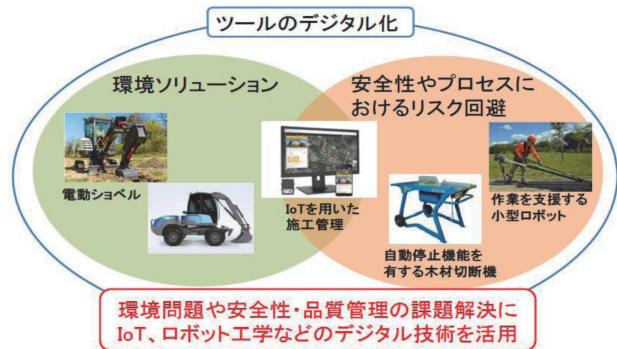 ツールのデジタル化
環境ソリューション
安全性やプロセスに
おけるリスク回避
電動ショベル
IoTを用いた
施工管理
自動停止機能を
有する木材切断機
作業を支援する
小型ロボット
環境問題や安全性・品質管理の課題解決に
IoT、ロボット工学などのデジタル技術を活用